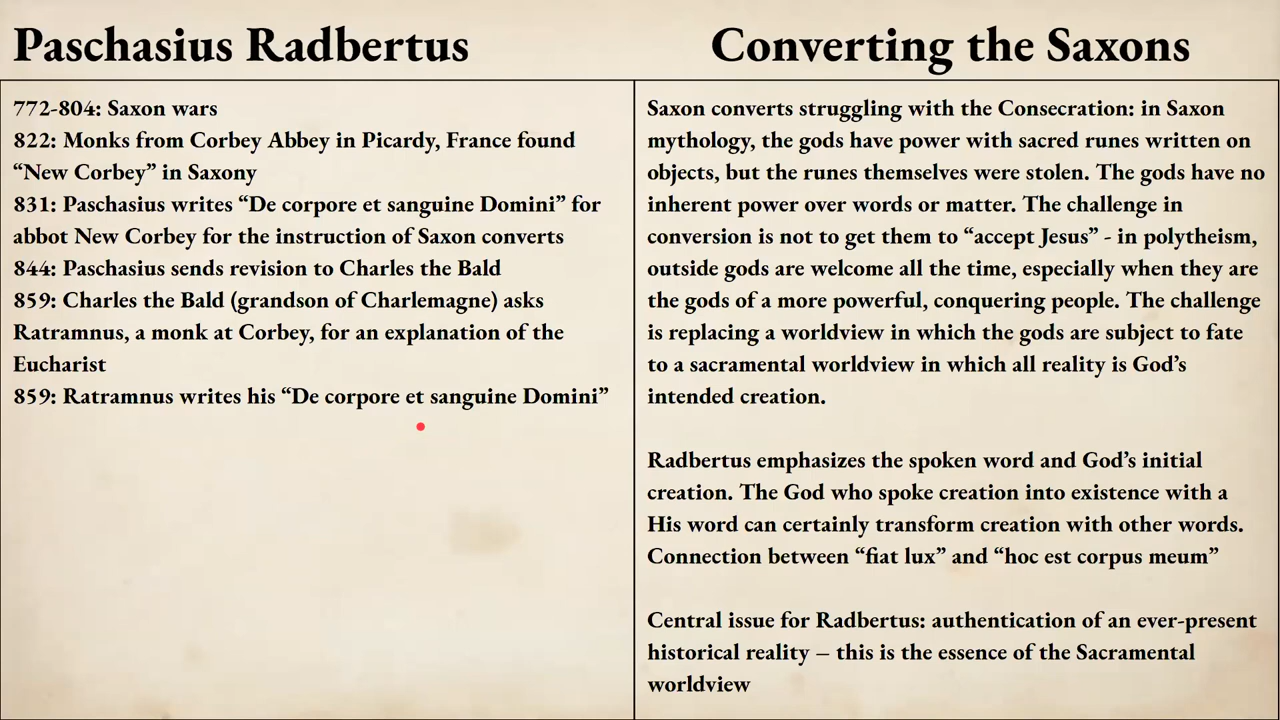 Paschasius Radbertus
772-804: Saxon wars
822: Monks from Corbey Abbey in Picardy, France found
“New Corbey” in Saxony
831: Paschasius writes “De corpore et sanguine Domini” for
abbot New Corbey for the instruction of Saxon converts
844: Paschasius sends revision to Charles the Bald
859: Charles the Bald (grandson of Charlemagne) asks
Ratramnus, a monk at Corbey, for an explanation of the
Eucharist
859: Ratramnus writes his “De corpore et sanguine Domini”
Converting the Saxons
Saxon converts struggling with the Consecration: in Saxon
mythology, the gods have power with sacred runes written on
objects, but the runes themselves were stolen. The gods have no
inherent power over words or matter. The challenge in
conversion is not to get them to “accept Jesus” - in polytheism,
outside gods are welcome all the time, especially when they are
the gods of a more powerful, conquering people. The challenge
is replacing a worldview in which the gods are subject to fate
to a sacramental worldview in which all reality is God’s
intended creation.
Radbertus emphasizes the spoken word and God’s initial
creation. The God who spoke creation into existence with a
His word can certainly transform creation with other words.
Connection between “fiat lux” and “hoc est corpus meum”
Central issue for Radbertus: authentication of an ever-present
historical reality – this is the essence of the Sacramental
worldview